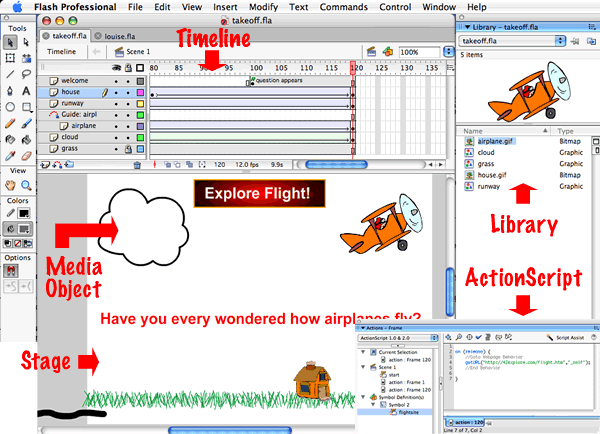 Flash Professional File Edit View Insert Modify Text Commands Control Window Help
Tools
takeoff.fla
takeoff.fla louise.fla
Timeline Scene 1 100%
Timeline
80 85 90 95 100 105 110 115 120 125 130 135
welcome question appears
house
runway
Guide: airpl
airplane
cloud
grass
120 12.0 fps 9.9s
View
Colors
Options
Library - takeoff.fla
takeoff.fla
5 items
Name Type
airplane.gif Bitmap
cloud Graphic
grass Graphic
house.gif Bitmap
runway Graphic
Library
ActionScript
Explore Flight!
Media
Object
Have you every wondered how airplanes fly?
Stage
Actions - Frame
ActionScript 1.0 & 2.0 Script Assist
Current Selection
action : Frame 120
Scene 1
start
action : Frame 1
action : Frame 120
Symbol Definition(s)
Symbol 2
flightsite
1 on (release) {
2 //Goto Webpage Behavior
getURL("http://42explore.com/flight.htm","_self");
//End Behavior
}
action : 120
Line 7 of 7, Col 2